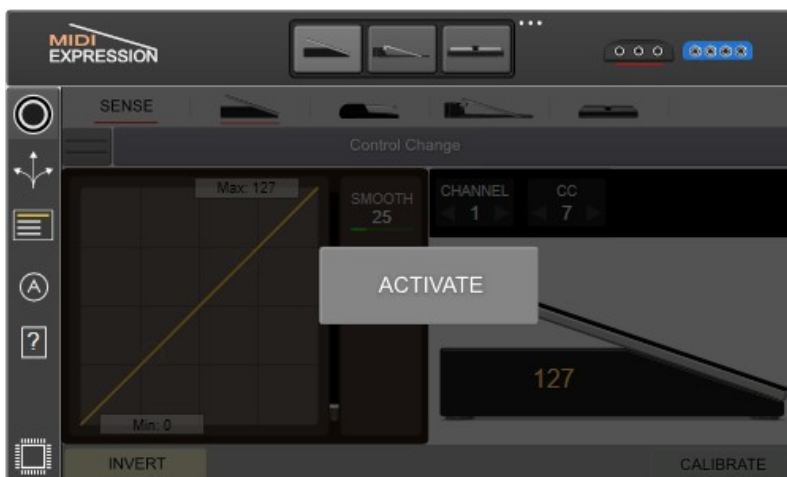 MIDI
EXPRESSION
SENSE
Control Change
Max: 127
SMOOTH
25
CHANNEL
1
CC
7
ACTIVATE
127
Min: 0
A
?
INVERT
CALIBRATE